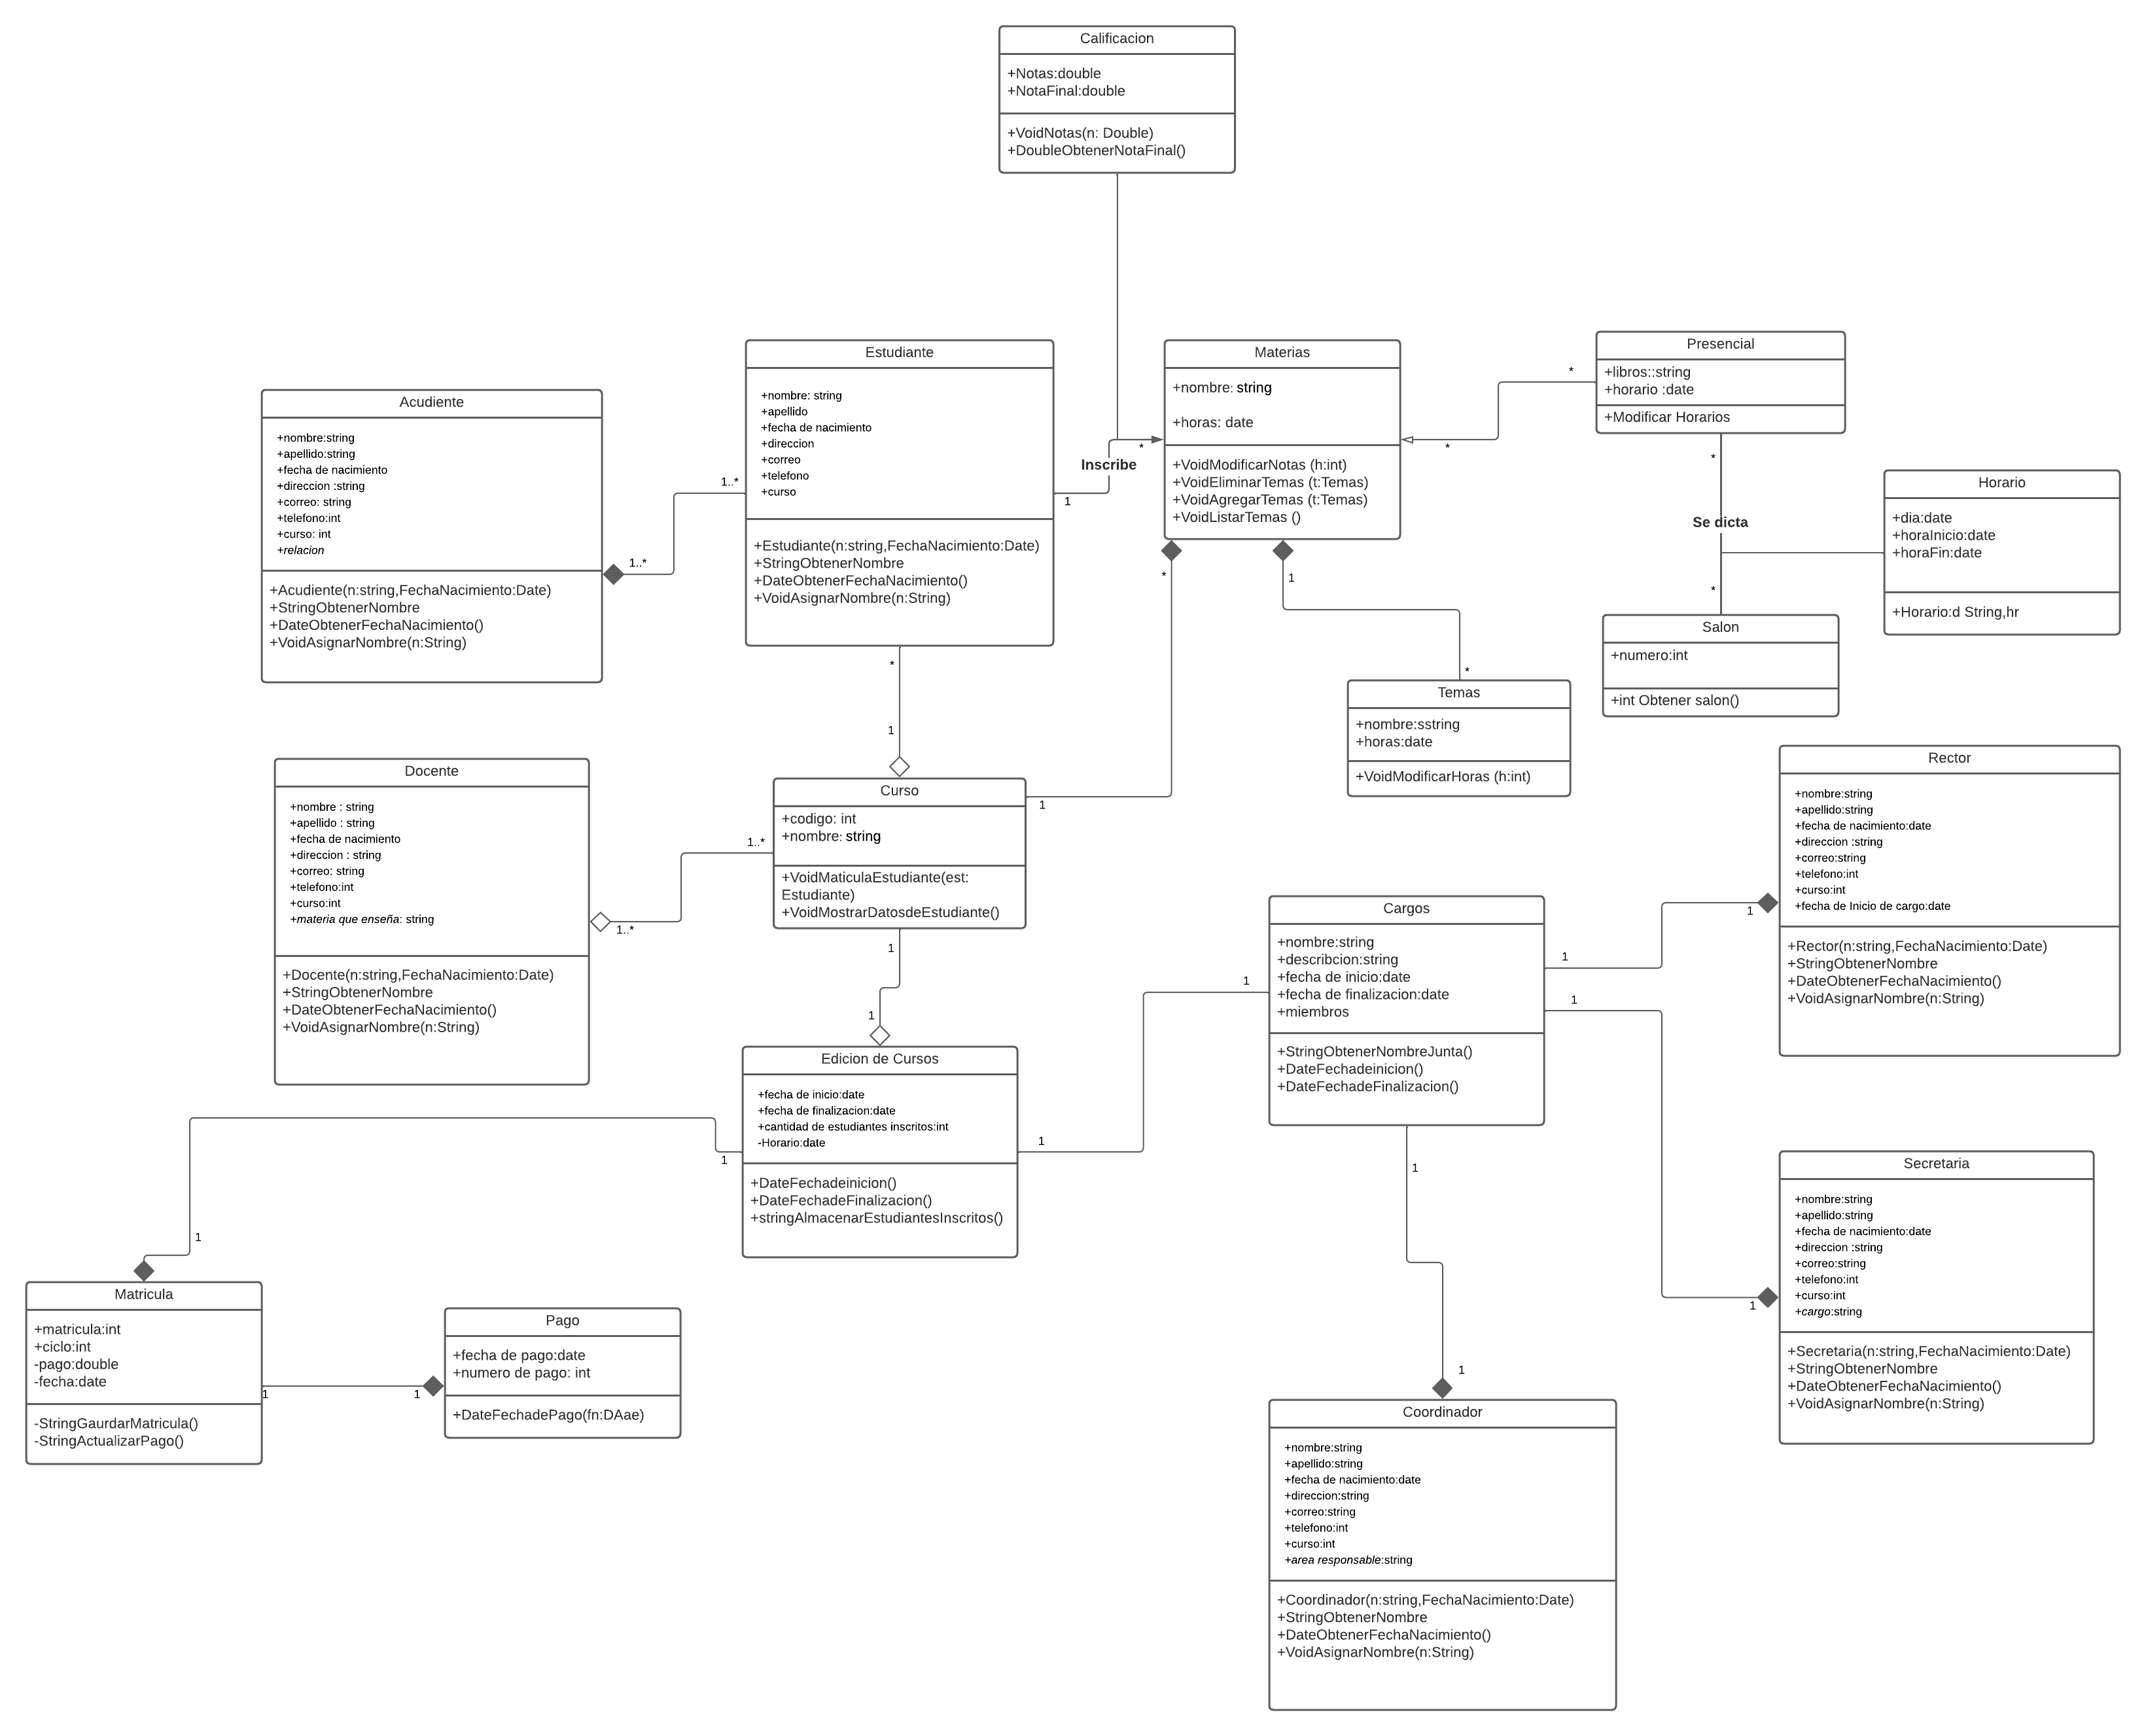 Calificacion
+Notas:double
+NotaFinal:double
+VoidNotas(n: Double)
+DoubleObtenerNotaFinal()
Acudiente
+nombre:string
+apellido:string
+fecha de nacimiento
+direccion :string
+correo: string
+telefono:int
+curso: int
+relacion
+Acudiente(n:string,FechaNacimiento:Date)
+StringObtenerNombre
+DateObtenerFechaNacimiento()
+VoidAsignarNombre(n:String)
1..*
1..*
Estudiante
+nombre: string
+apellido
+fecha de nacimiento
+direccion
+correo
+telefono
+curso
+Estudiante(n:string,FechaNacimiento:Date)
+StringObtenerNombre
+DateObtenerFechaNacimiento()
+VoidAsignarNombre(n:String)
*
Inscribe
1
Materias
+nombre: string
+horas: date
+VoidModificarNotas (h:int)
+VoidEliminarTemas (t:Temas)
+VoidAgregarTemas (t:Temas)
+VoidListarTemas ()
*
*
Presencial
+libros::string
+horario :date
+Modificar Horarios
*
Se dicta
*
Horario
+dia:date
+horaInicio:date
+horaFin:date
+Horario:d String,hr
Salon
+numero:int
+int Obtener salon()
*
1
*
1
*
1
Temas
+nombre:sstring
+horas:date
+VoidModificarHoras (h:int)
Docente
+nombre : string
+apellido : string
+fecha de nacimiento
+direccion : string
+correo: string
+telefono:int
+curso:int
+materia que enseña: string
+Docente(n:string,FechaNacimiento:Date)
+StringObtenerNombre
+DateObtenerFechaNacimiento()
+VoidAsignarNombre(n:String)
1..*
1..*
Curso
+codigo: int
+nombre: string
+VoidMaticulaEstudiante(est:
Estudiante)
+VoidMostrarDatosdeEstudiante()
1
1
Edicion de Cursos
+fecha de inicio:date
+fecha de finalizacion:date
+cantidad de estudiantes inscritos:int
-Horario:date
+DateFechadeinicion()
+DateFechadeFinalizacion()
+stringAlmacenarEstudiantesInscritos()
1
1
1
1
Cargos
+nombre:string
+describcion:string
+fecha de inicio:date
+fecha de finalizacion:date
+miembros
+StringObtenerNombreJunta()
+DateFechadeinicion()
+DateFechadeFinalizacion()
1
1
1
1
1
1
Rector
+nombre:string
+apellido:string
+fecha de nacimiento:date
+direccion :string
+correo:string
+telefono:int
+curso:int
+fecha de Inicio de cargo:date
+Rector(n:string,FechaNacimiento:Date)
+StringObtenerNombre
+DateObtenerFechaNacimiento()
+VoidAsignarNombre(n:String)
Secretaria
+nombre:string
+apellido:string
+fecha de nacimiento:date
+direccion :string
+correo:string
+telefono:int
+curso:int
+cargo:string
+Secretaria(n:string,FechaNacimiento:Date)
+StringObtenerNombre
+DateObtenerFechaNacimiento()
+VoidAsignarNombre(n:String)
Matricula
+matricula:int
+ciclo:int
-pago:double
-fecha:date
-StringGaurdarMatricula()
-StringActualizarPago()
1
1
Pago
+fecha de pago:date
+numero de pago: int
+DateFechadePago(fn:DAae)
Coordinador
+nombre:string
+apellido:string
+fecha de nacimiento:date
+direccion:string
+correo:string
+telefono:int
+curso:int
+area responsable:string
+Coordinador(n:string,FechaNacimiento:Date)
+StringObtenerNombre
+DateObtenerFechaNacimiento()
+VoidAsignarNombre(n:String)